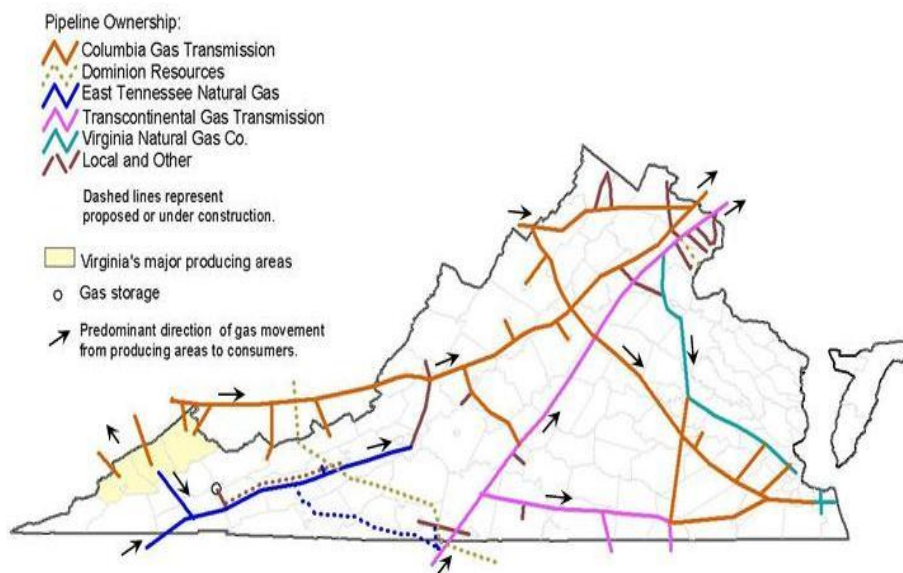 Pipeline Ownership:
Columbia Gas Transmission
Dominion Resources
East Tennessee Natural Gas
Transcontinental Gas Transmission
Virginia Natural Gas Co.
Local and Other
Dashed lines represent
proposed or under construction.
Virginia's major producing areas
Gas storage
Predominant direction of gas movement
from producing areas to consumers.